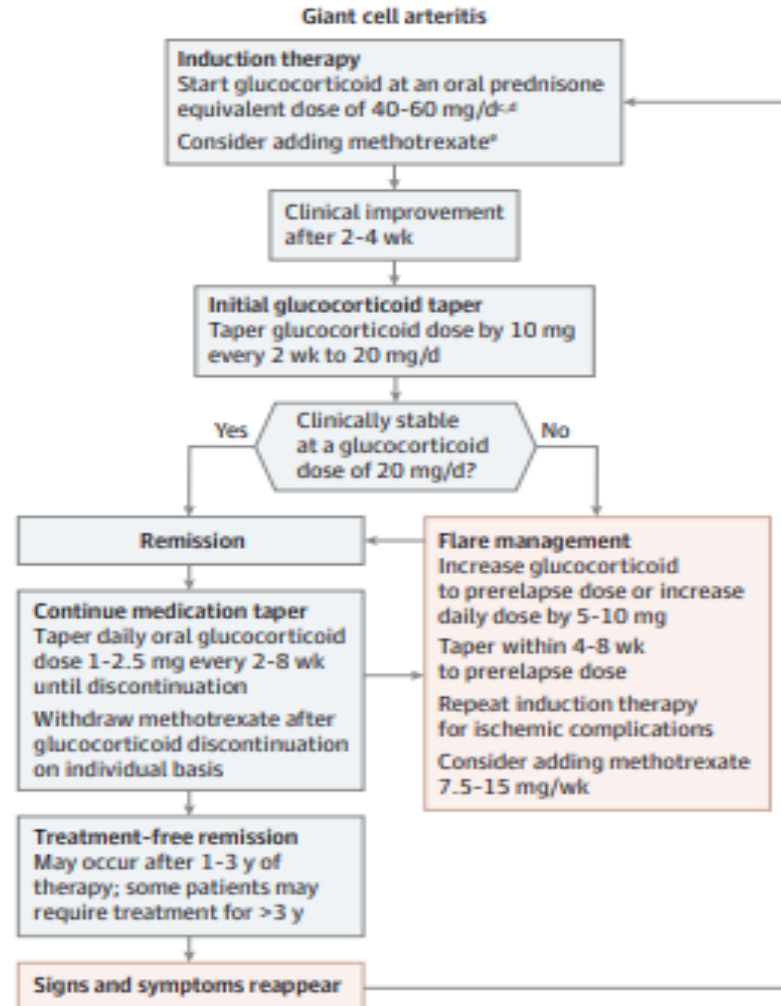 Giant cell arteritis
Induction therapy
Start glucocorticoid at an oral prednisone
equivalent dose of 40-60 mg/dᶜ,ᵈ
Consider adding methotrexateᵉ
Clinical improvement
after 2-4 wk
Initial glucocorticoid taper
Taper glucocorticoid dose by 10 mg
every 2 wk to 20 mg/d
Yes
Clinically stable
at a glucocorticoid
dose of 20 mg/d?
No
Remission
Continue medication taper
Taper daily oral glucocorticoid
dose 1-2.5 mg every 2-8 wk
until discontinuation
Withdraw methotrexate after
glucocorticoid discontinuation
on individual basis
Flare management
Increase glucocorticoid
to prerelapse dose or increase
daily dose by 5-10 mg
Taper within 4-8 wk
to prerelapse dose
Repeat induction therapy
for ischemic complications
Consider adding methotrexate
7.5-15 mg/wk
Treatment-free remission
May occur after 1-3 y of
therapy; some patients may
require treatment for >3 y
Signs and symptoms reappear